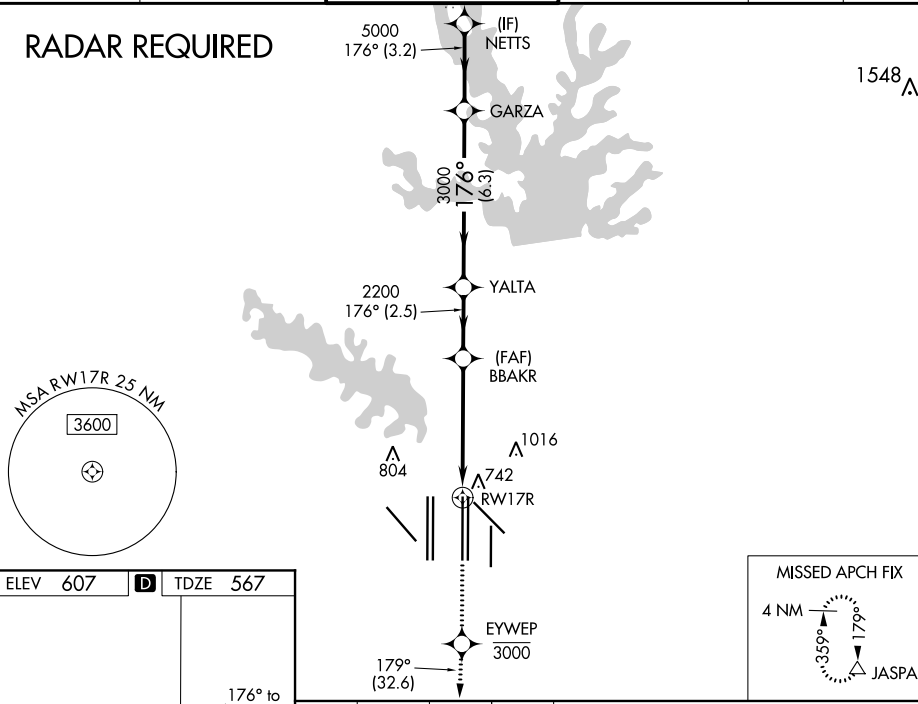 RADAR REQUIRED
5000
176° (3.2)
(IF)
NETTS
1548
GARZA
3000
176°
(6.3)
YALTA
2200
176° (2.5)
(FAF)
BBAKR
MSA RW17R 25 NM
3600
1016
804
742
RW17R
ELEV 607 D TDZE 567
176° to
EYWEP
3000
179°
(32.6)
MISSED APCH FIX
4 NM
359°
179°
JASPA